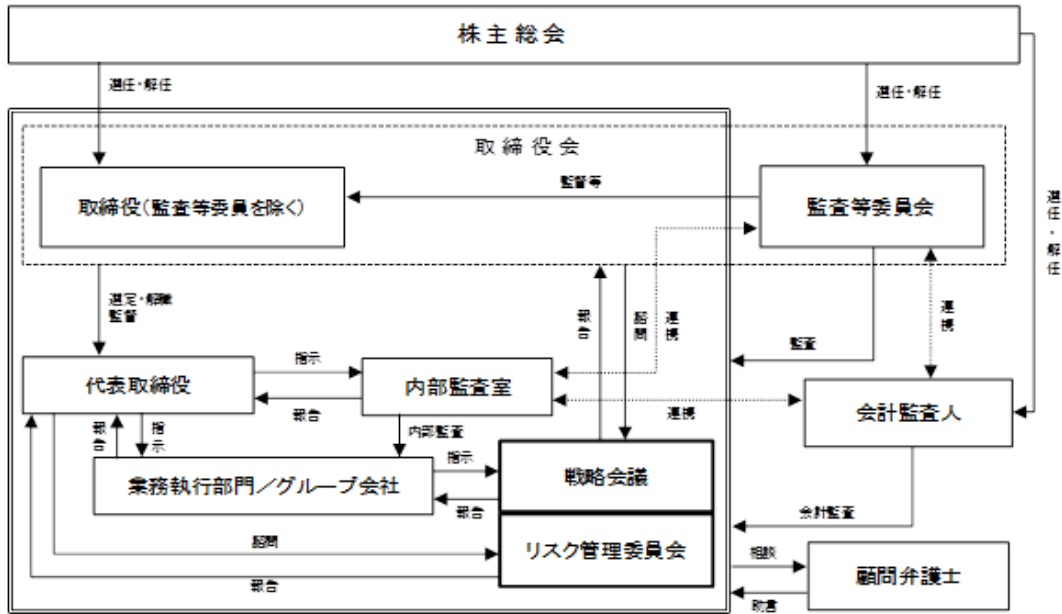 株主総会
選任・解任
選任・解任
取締役会
監督等
取締役（監査等委員を除く）
監査等委員会
選任・解任
選定・解職
監督
報告
諮問
連携
連携
監査
指示
代表取締役
内部監査室
会計監査人
報告
連携
報告
指示
内部監査
指示
業務執行部門／グループ会社
戦略会議
報告
会計監査
諮問
リスク管理委員会
相談
顧問弁護士
報告
助言